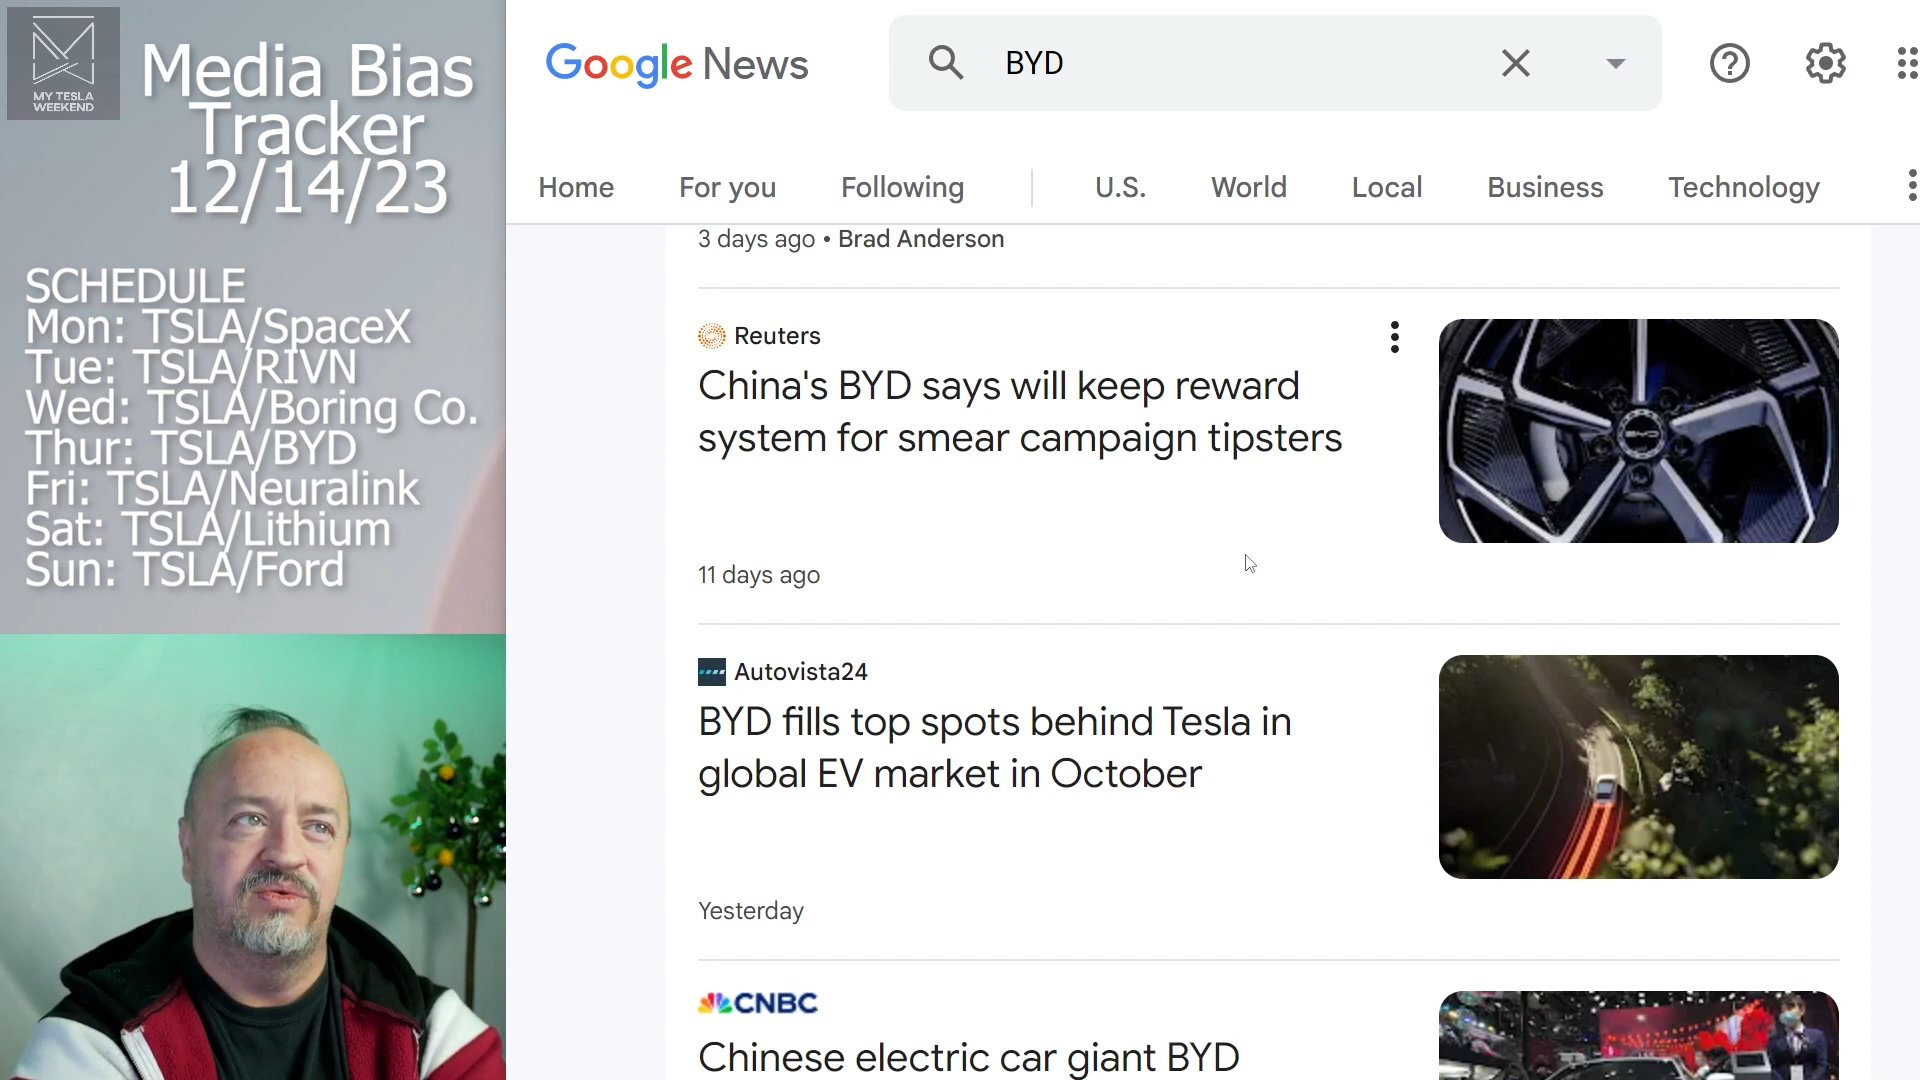 MY TESLA
WEEKEND
Media Bias
Tracker
12/14/23
SCHEDULE
Mon: TSLA/SpaceX
Tue: TSLA/RIVN
Wed: TSLA/Boring Co.
Thur: TSLA/BYD
Fri: TSLA/Neuralink
Sat: TSLA/Lithium
Sun: TSLA/Ford
Google News
BYD
Home For you Following U.S. World Local Business Technology
3 days ago • Brad Anderson
Reuters
China's BYD says will keep reward
system for smear campaign tipsters
11 days ago
BYD
Autovista24
BYD fills top spots behind Tesla in
global EV market in October
Yesterday
CNBC
Chinese electric car giant BYD